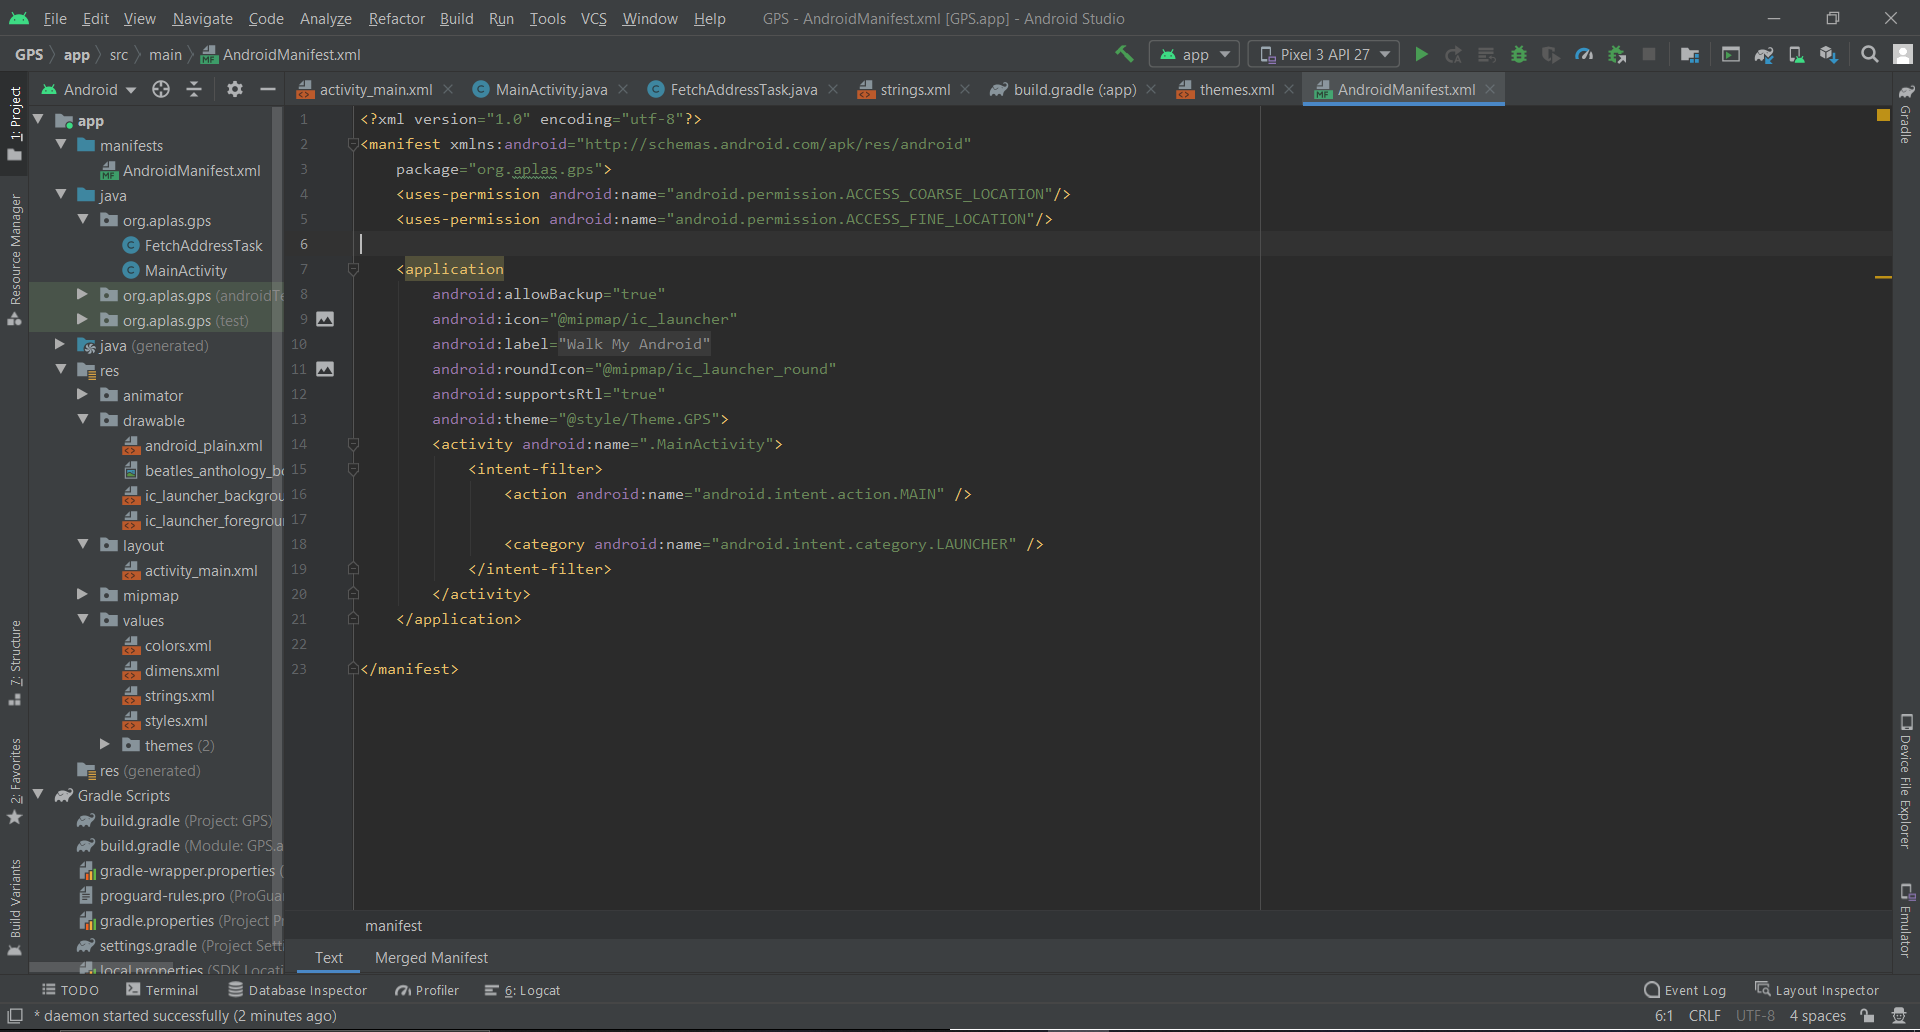 File Edit View Navigate Code Analyze Refactor Build Run Tools VCS Window Help GPS - AndroidManifest.xml [GPS.app] - Android Studio
GPS app src main AndroidManifest.xml app Pixel 3 API 27
Android activity_main.xml MainActivity.java FetchAddressTask.java strings.xml build.gradle (:app) themes.xml AndroidManifest.xml
1: Project
Resource Manager
7: Structure
2: Favorites
Build Variants
app
manifests
AndroidManifest.xml
java
org.aplas.gps
FetchAddressTask
MainActivity
org.aplas.gps (androidTe
org.aplas.gps (test)
java (generated)
res
animator
drawable
android_plain.xml
beatles_anthology_bo
ic_launcher_backgrou
ic_launcher_foregroun
layout
activity_main.xml
mipmap
values
colors.xml
dimens.xml
strings.xml
styles.xml
themes (2)
res (generated)
Gradle Scripts
build.gradle (Project: GPS)
build.gradle (Module: GPS.a
gradle-wrapper.properties (
proguard-rules.pro (ProGua
gradle.properties (Project Pr
settings.gradle (Project Sett
local.properties (SDK Locati
1 <?xml version="1.0" encoding="utf-8"?>
2 <manifest xmlns:android="http://schemas.android.com/apk/res/android"
3 package="org.aplas.gps">
4 <uses-permission android:name="android.permission.ACCESS_COARSE_LOCATION"/>
5 <uses-permission android:name="android.permission.ACCESS_FINE_LOCATION"/>
6
7 <application
8 android:allowBackup="true"
9 android:icon="@mipmap/ic_launcher"
10 android:label="Walk My Android"
11 android:roundIcon="@mipmap/ic_launcher_round"
12 android:supportsRtl="true"
13 android:theme="@style/Theme.GPS">
14 <activity android:name=".MainActivity">
15 <intent-filter>
16 <action android:name="android.intent.action.MAIN" />
17
18 <category android:name="android.intent.category.LAUNCHER" />
19 </intent-filter>
20 </activity>
21 </application>
22
23 </manifest>
manifest
Text Merged Manifest
Gradle
Device File Explorer
Emulator
TODO Terminal Database Inspector Profiler 6: Logcat Event Log Layout Inspector
* daemon started successfully (2 minutes ago) 6:1 CRLF UTF-8 4 spaces